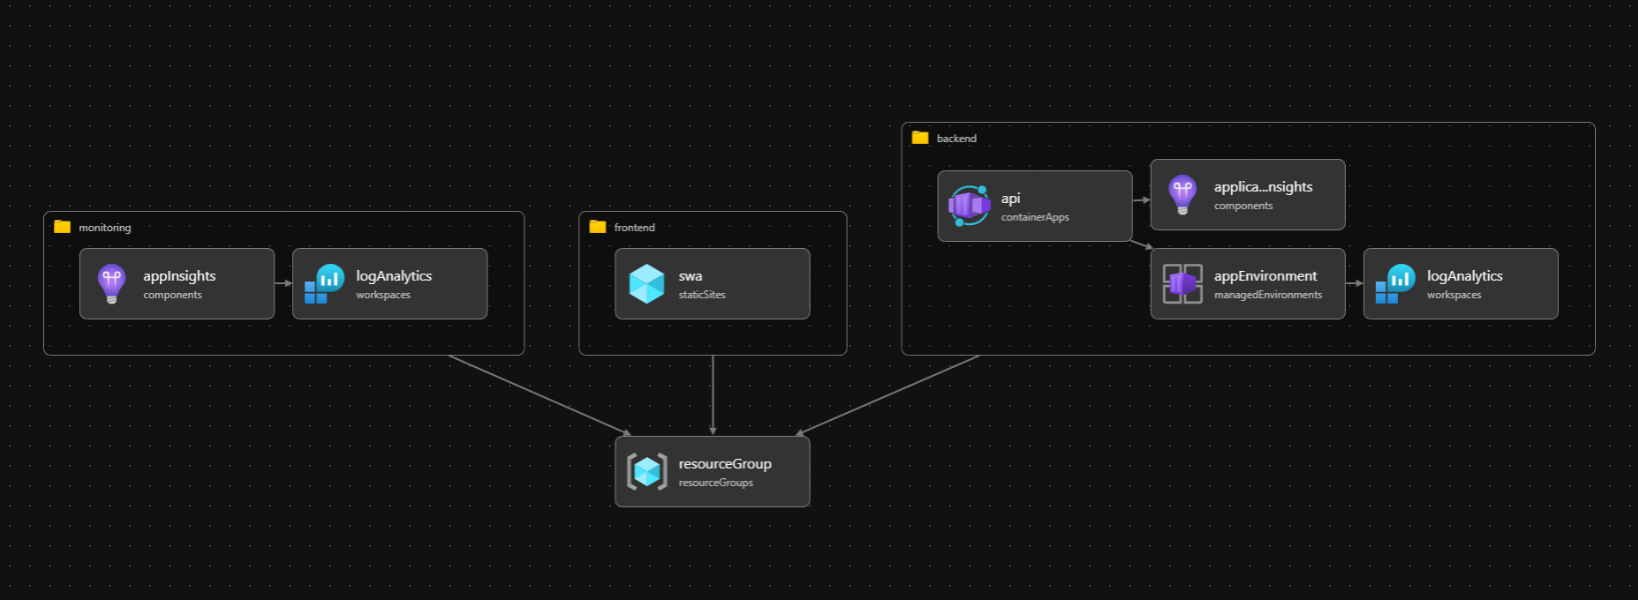 monitoring
appInsights
components
logAnalytics
workspaces
frontend
swa
staticSites
backend
api
containerApps
applica...nsights
components
appEnvironment
managedEnvironments
logAnalytics
workspaces
resourceGroup
resourceGroups